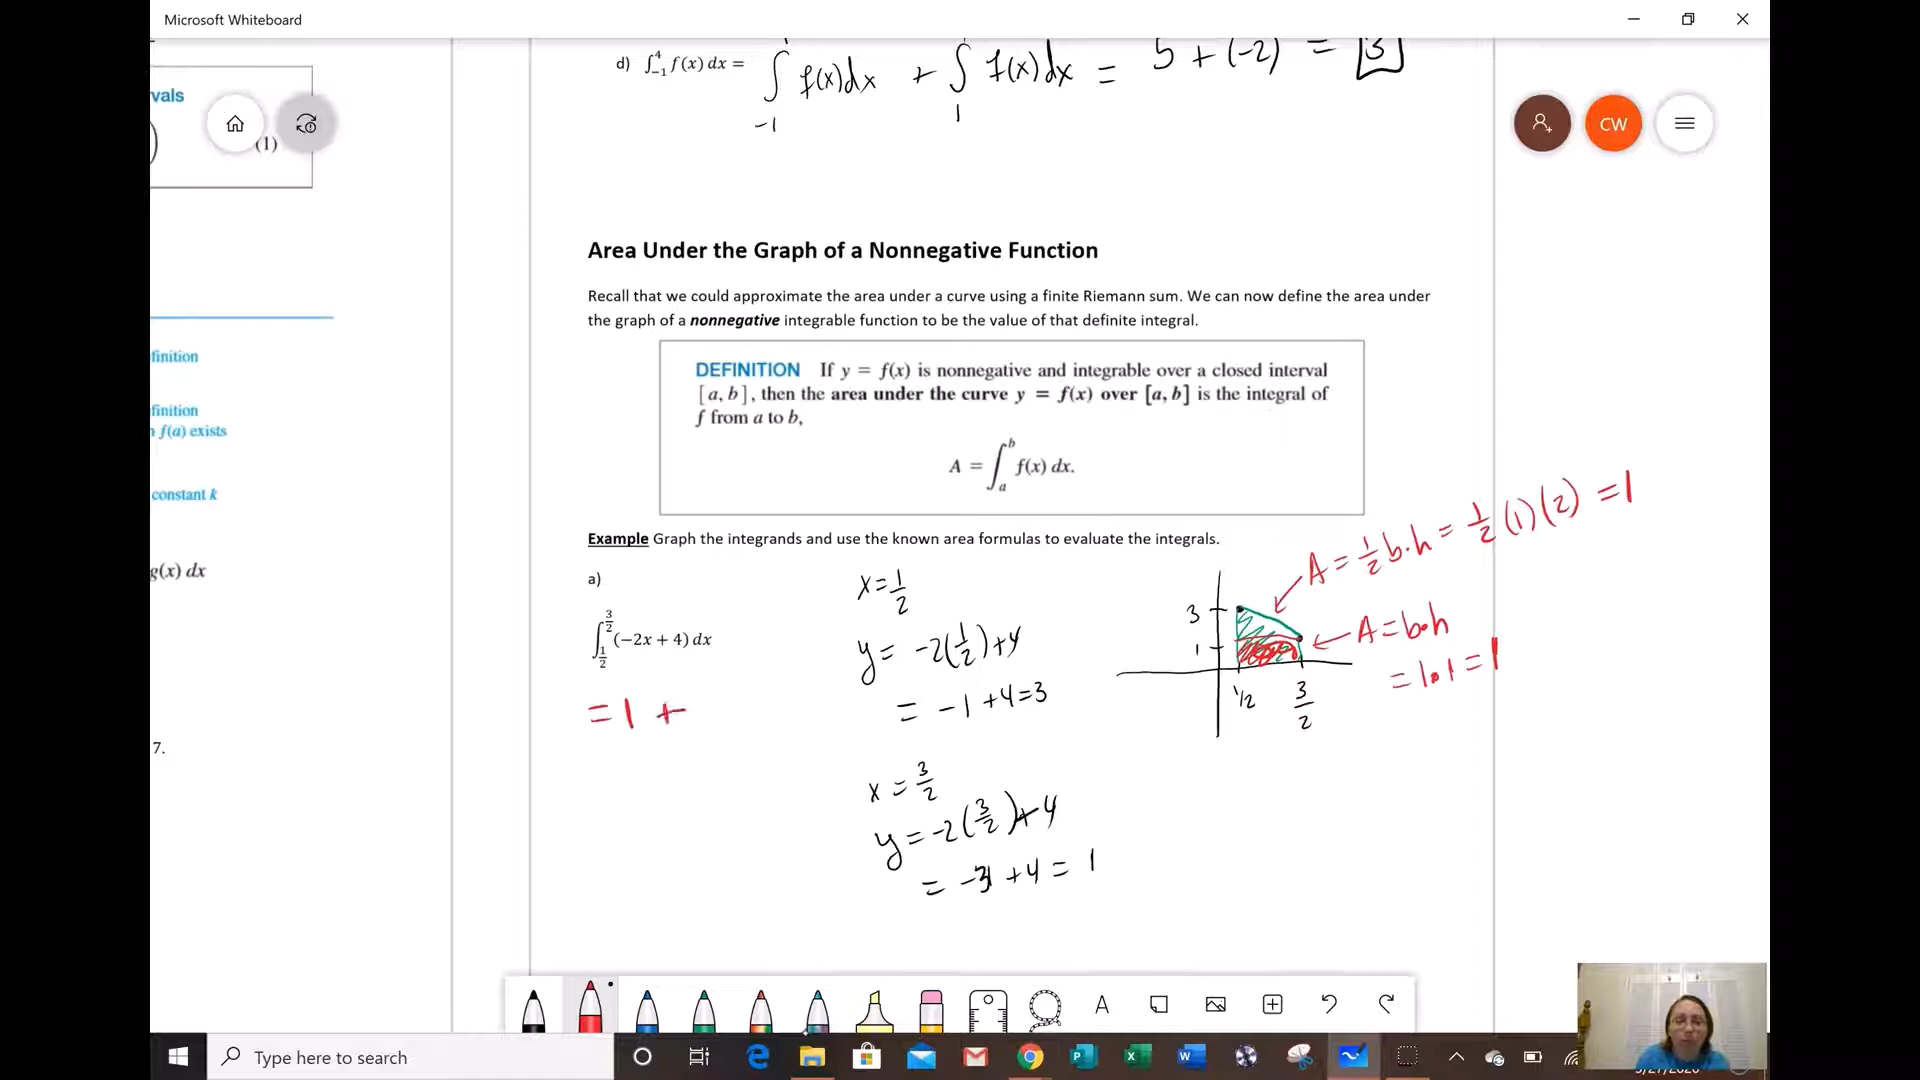 Microsoft Whiteboard
d) ∫₋₁⁴ f(x) dx = ∫₋₁ f(x)dx + ∫₁ f(x)dx = 5 + (-2) = 3
vals
(1)
CW
Area Under the Graph of a Nonnegative Function
Recall that we could approximate the area under a curve using a finite Riemann sum. We can now define the area under
the graph of a nonnegative integrable function to be the value of that definite integral.
finition
DEFINITION If y = f(x) is nonnegative and integrable over a closed interval
[a, b], then the area under the curve y = f(x) over [a, b] is the integral of
f from a to b,
A = ∫ₐᵇ f(x) dx.
finition
f(a) exists
constant k
g(x) dx
7.
Example Graph the integrands and use the known area formulas to evaluate the integrals.
a)
∫_{1/2}^{3/2} (−2x + 4) dx
= 1 +
x = 1/2
y = -2(1/2)+4
= -1 +4=3
x = 3/2
y = -2(3/2)+4
= -3 +4 = 1
3
1
1/2
3/2
A = 1/2 b·h = 1/2 (1)(2) = 1
A = b·h
= 1·1 = 1
A
Type here to search